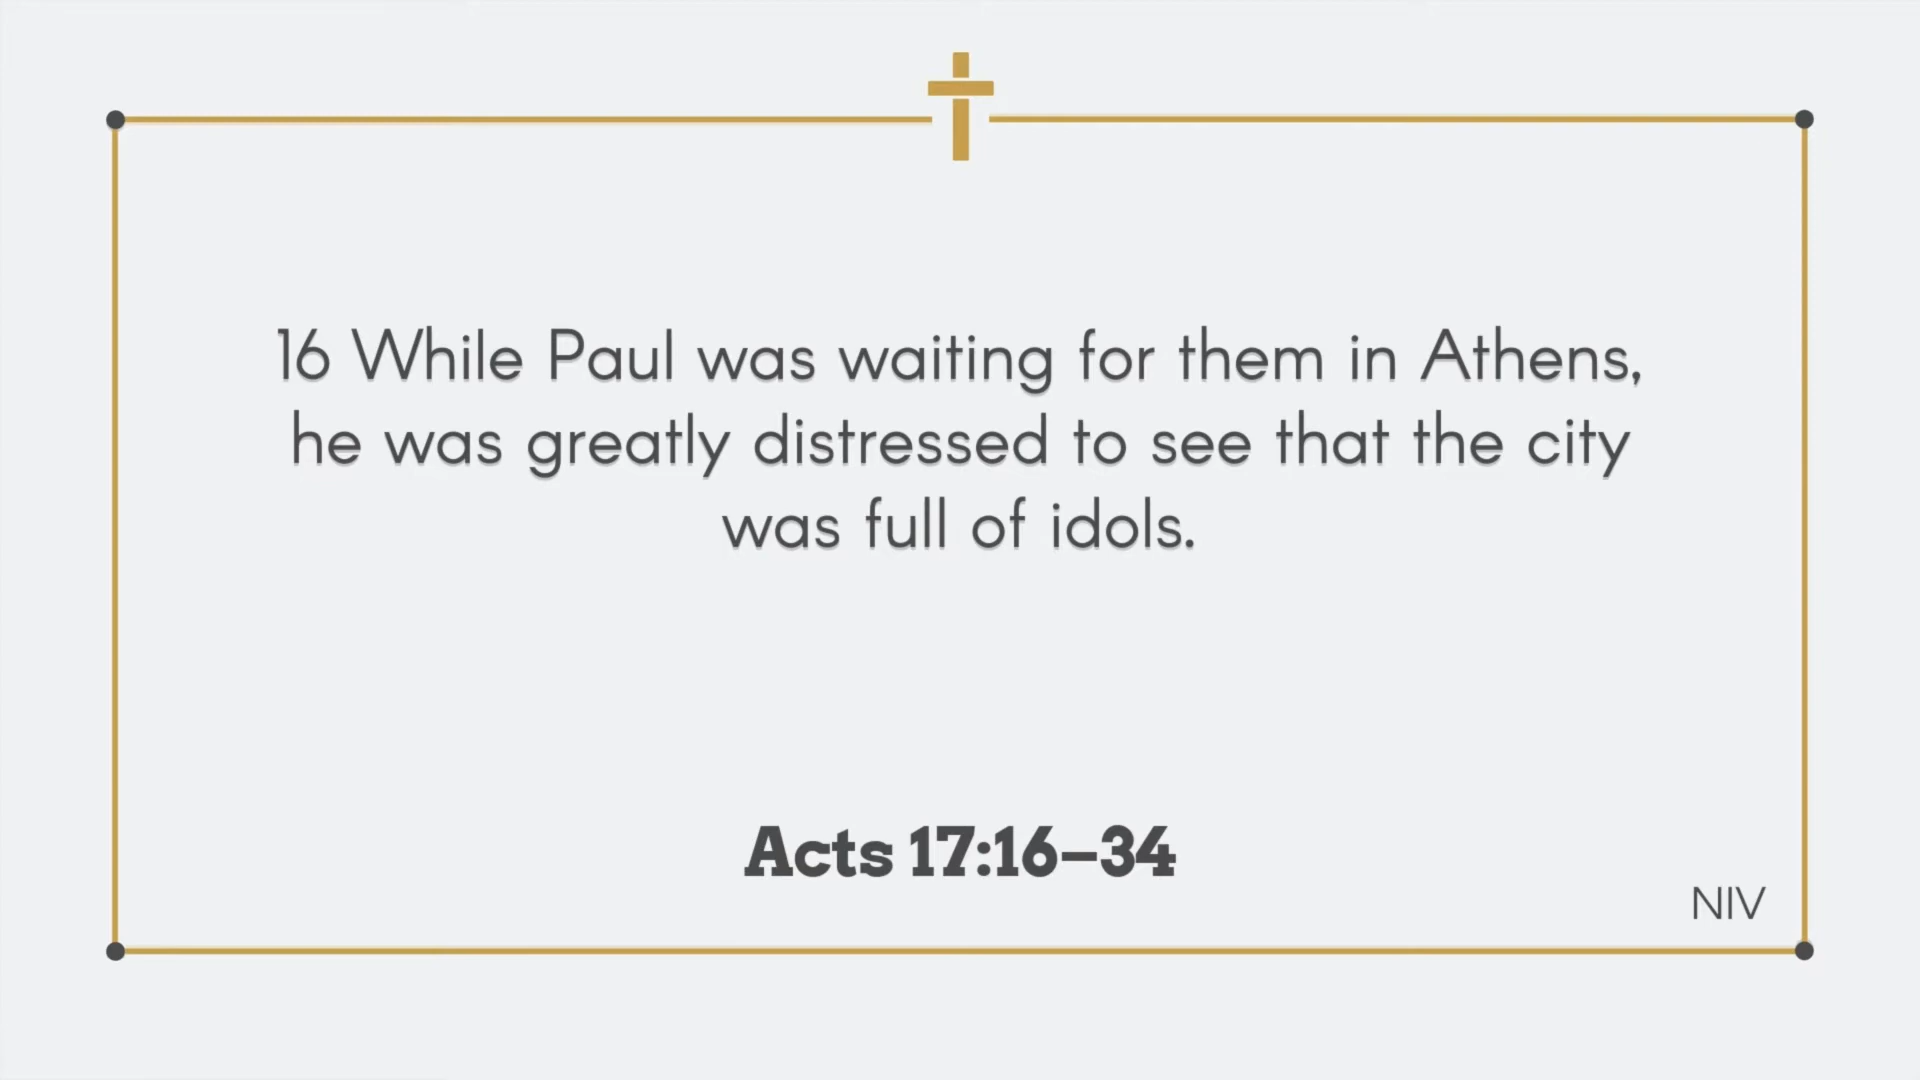 16 While Paul was waiting for them in Athens,
he was greatly distressed to see that the city
was full of idols.
Acts 17:16–34
NIV